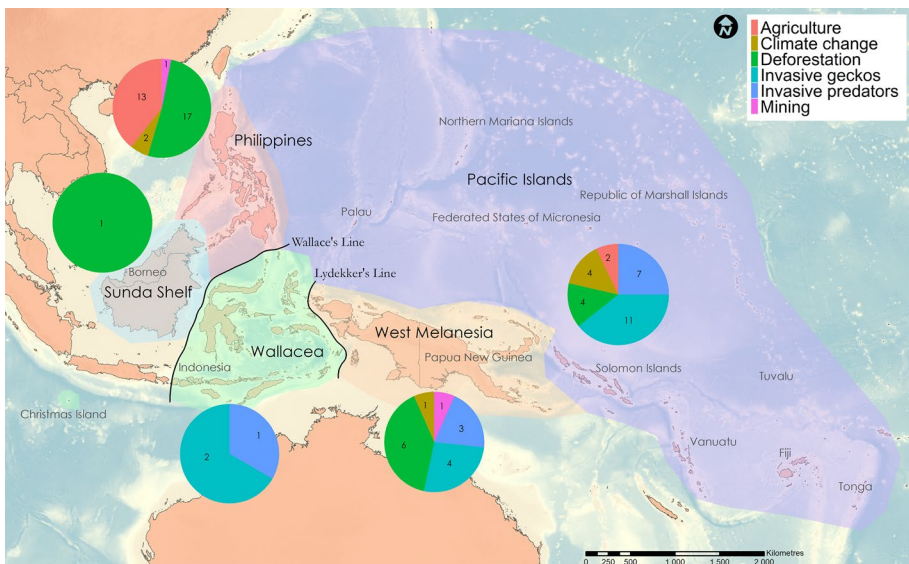 N
Agriculture
Climate change
Deforestation
Invasive geckos
Invasive predators
Mining
1
13
17
2
Philippines
Northern Mariana Islands
Pacific Islands
Republic of Marshall Islands
Palau
Federated States of Micronesia
1
Wallace's Line
Borneo
Lydekker's Line
Sunda Shelf
2
4
7
4
11
West Melanesia
Wallacea
Papua New Guinea
Indonesia
Solomon Islands
Tuvalu
Christmas Island
1
2
1
1
3
6
4
Vanuatu
Fiji
Tonga
Kilometres
0 250 500 1 000 1 500 2 000